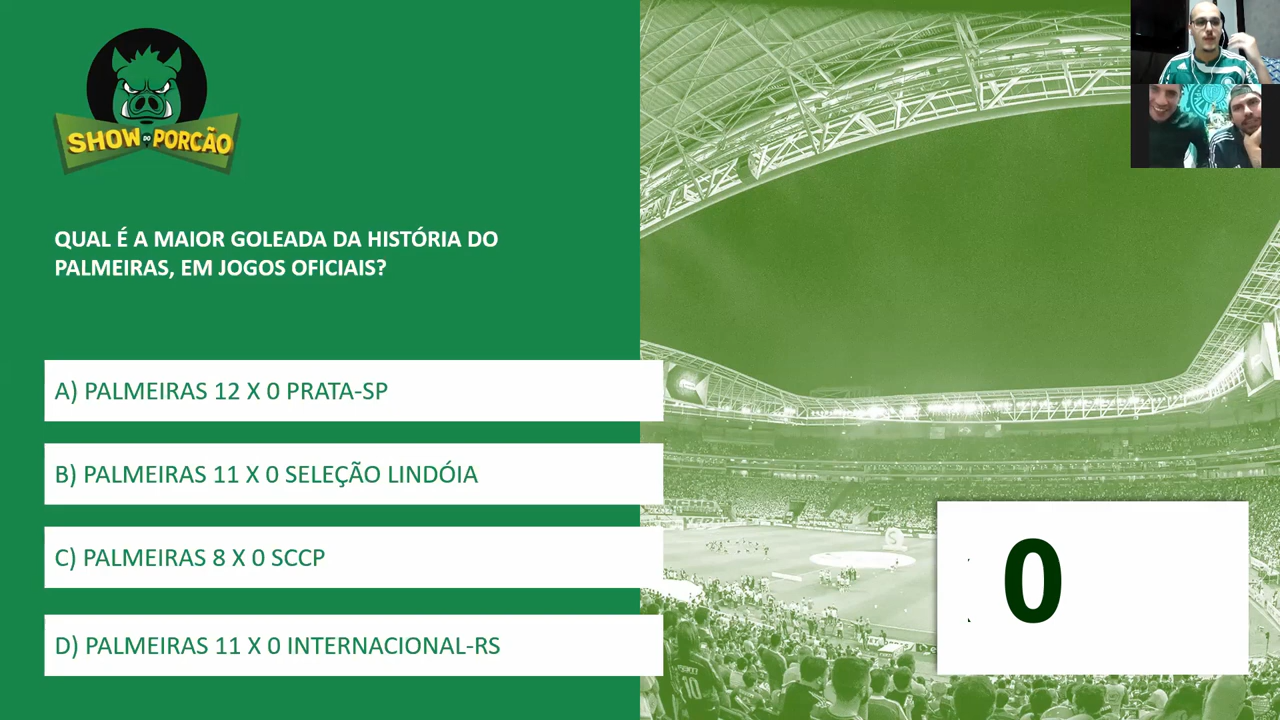 SHOW DO PORCÃO
QUAL É A MAIOR GOLEADA DA HISTÓRIA DO
PALMEIRAS, EM JOGOS OFICIAIS?
A) PALMEIRAS 12 X 0 PRATA-SP
B) PALMEIRAS 11 X 0 SELEÇÃO LINDÓIA
C) PALMEIRAS 8 X 0 SCCP
D) PALMEIRAS 11 X 0 INTERNACIONAL-RS
0
10